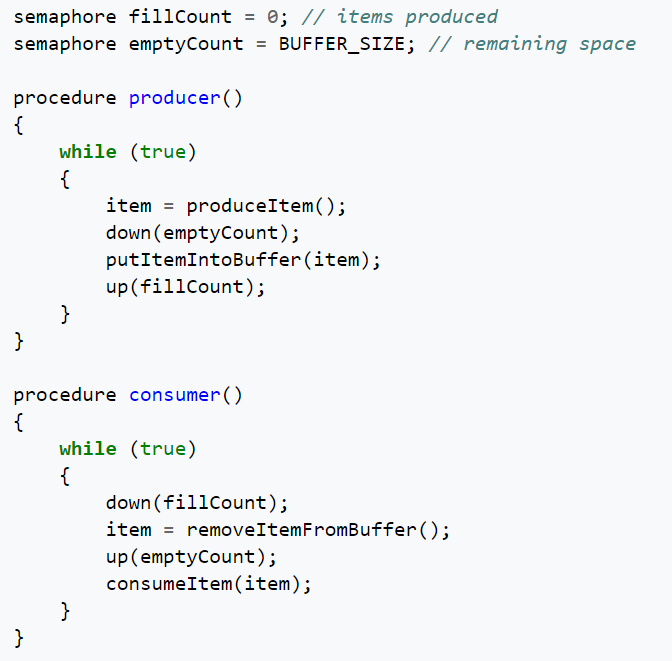 semaphore fillCount = 0; // items produced
semaphore emptyCount = BUFFER_SIZE; // remaining space

procedure producer()
{
    while (true)
    {
        item = produceItem();
        down(emptyCount);
        putItemIntoBuffer(item);
        up(fillCount);
    }
}

procedure consumer()
{
    while (true)
    {
        down(fillCount);
        item = removeItemFromBuffer();
        up(emptyCount);
        consumeItem(item);
    }
}